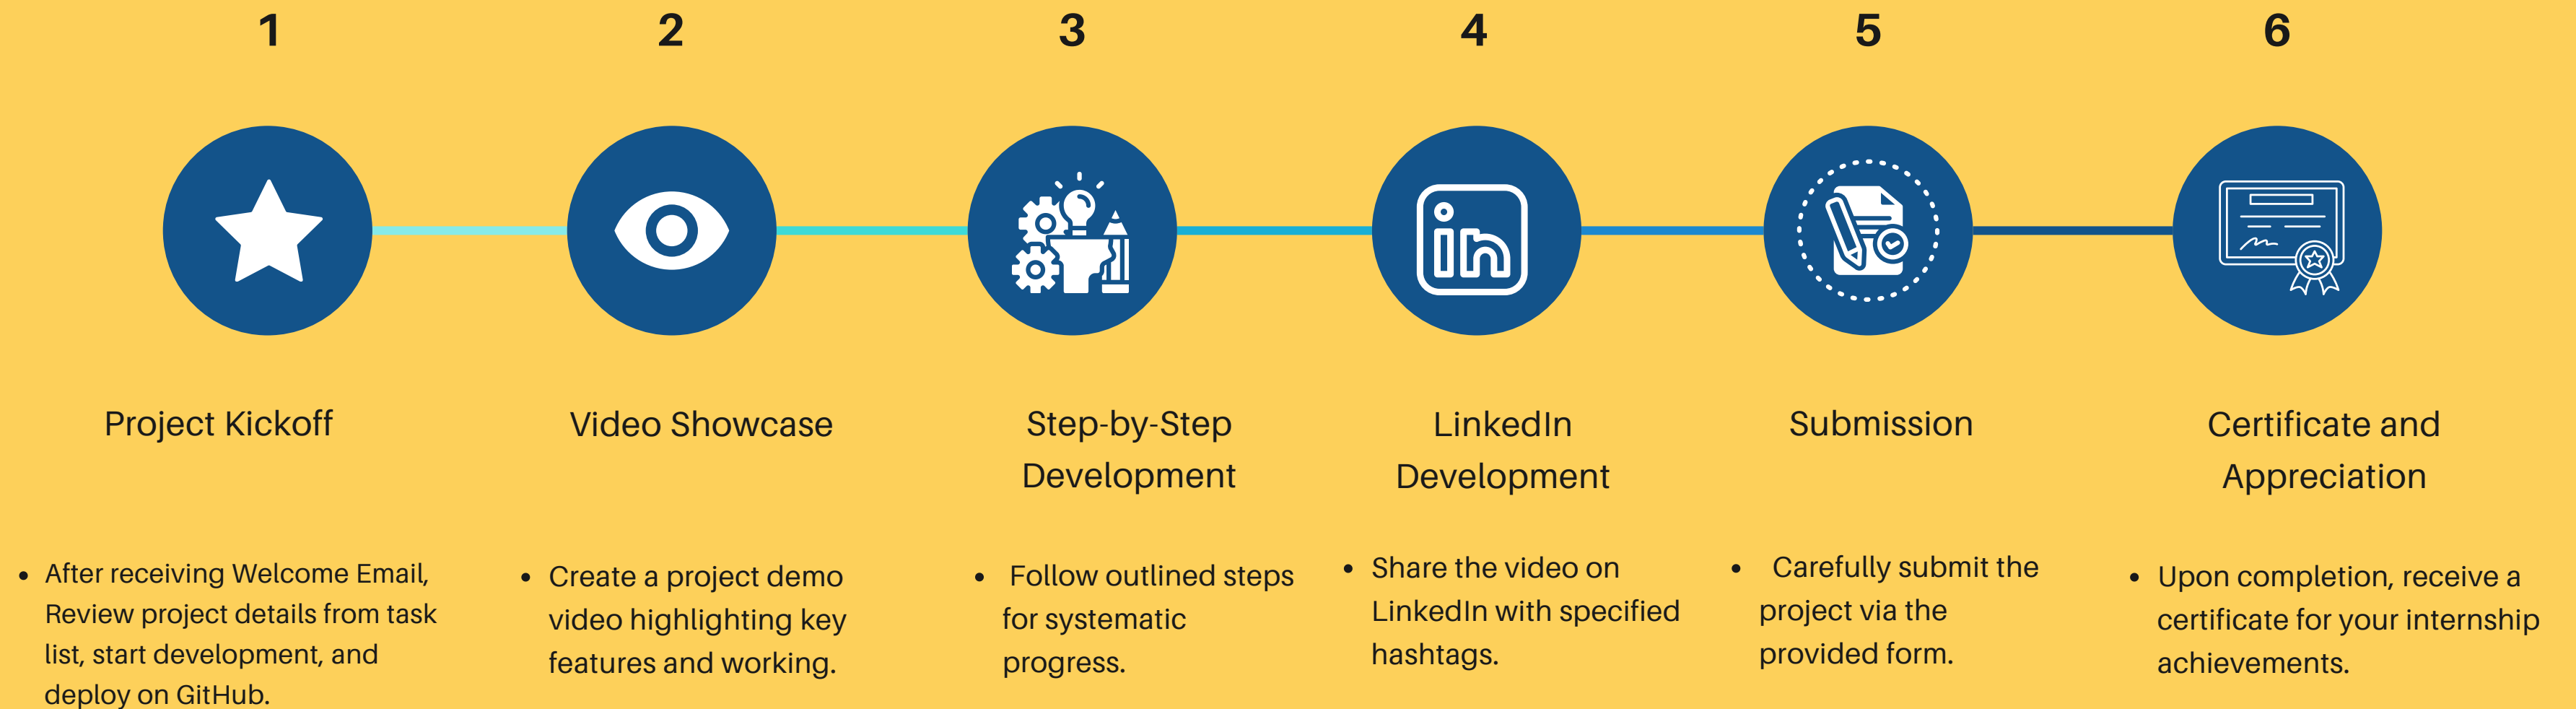 1
2
3
4
5
6
in
Project Kickoff
Video Showcase
Step-by-Step
Development
LinkedIn
Development
Submission
Certificate and
Appreciation
• After receiving Welcome Email,
Review project details from task
list, start development, and
deploy on GitHub.
• Create a project demo
video highlighting key
features and working.
• Follow outlined steps
for systematic
progress.
• Share the video on
LinkedIn with specified
hashtags.
• Carefully submit the
project via the
provided form.
• Upon completion, receive a
certificate for your internship
achievements.